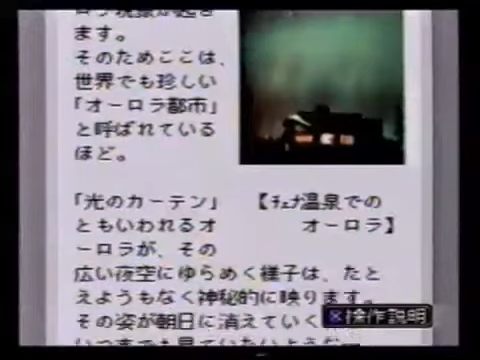 ます。
そのためここは、
世界でも珍しい
「オーロラ都市」
と呼ばれている
ほど。
「光のカーテン」
ともいわれるオ
ーロラが、その
【チェナ温泉での
オーロラ】
広い夜空にゆらめく様子は、たと
えようもなく神秘的に映ります。
その姿が朝日に消えていく
※操作説明